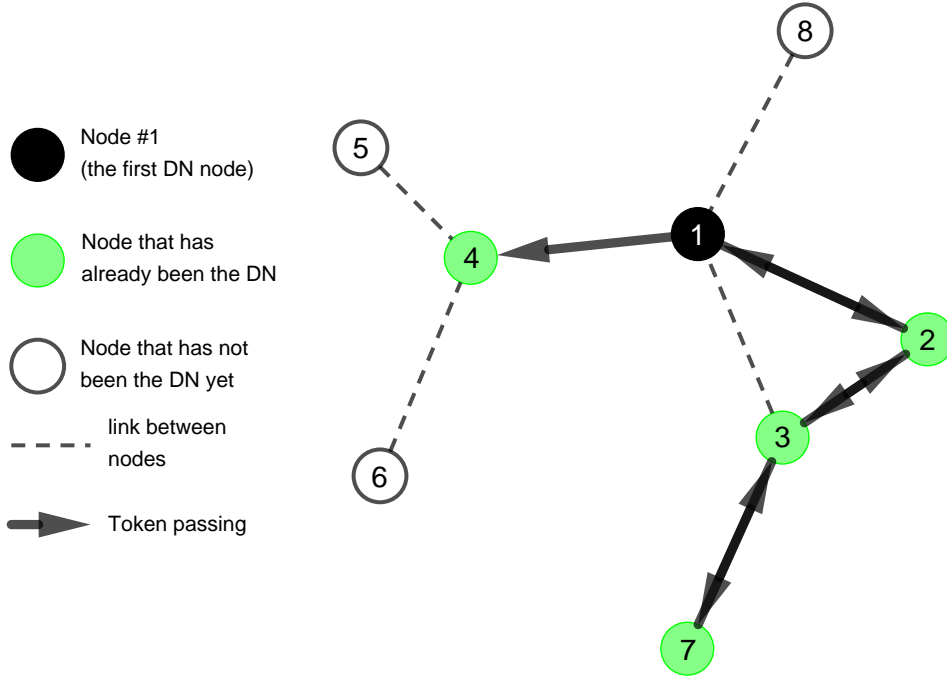 Node #1
(the first DN node)
Node that has
already been the DN
Node that has not
been the DN yet
link between
nodes
Token passing
8
5
1
4
2
3
6
7